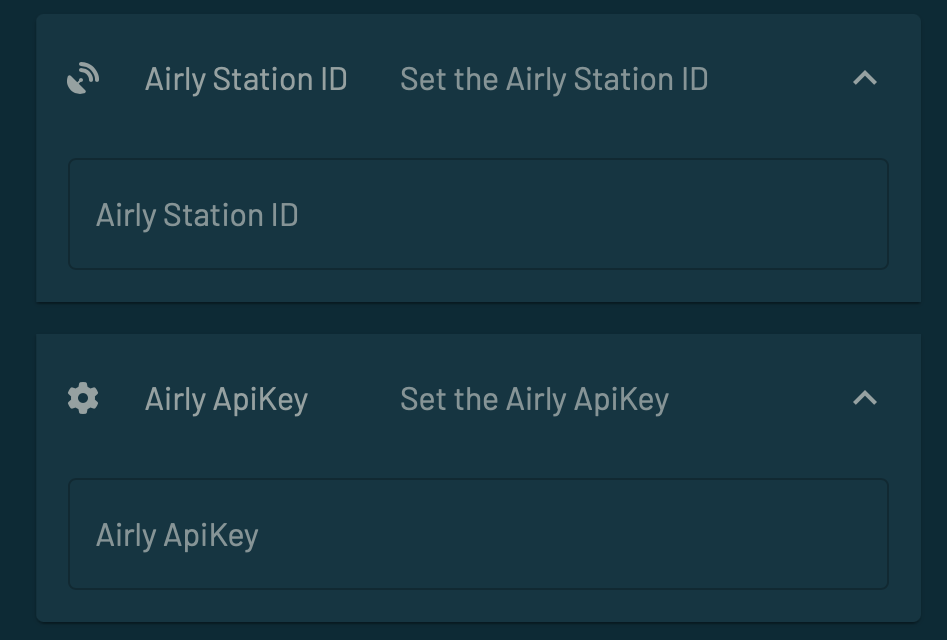 Airly Station ID Set the Airly Station ID
Airly Station ID
Airly ApiKey Set the Airly ApiKey
Airly ApiKey